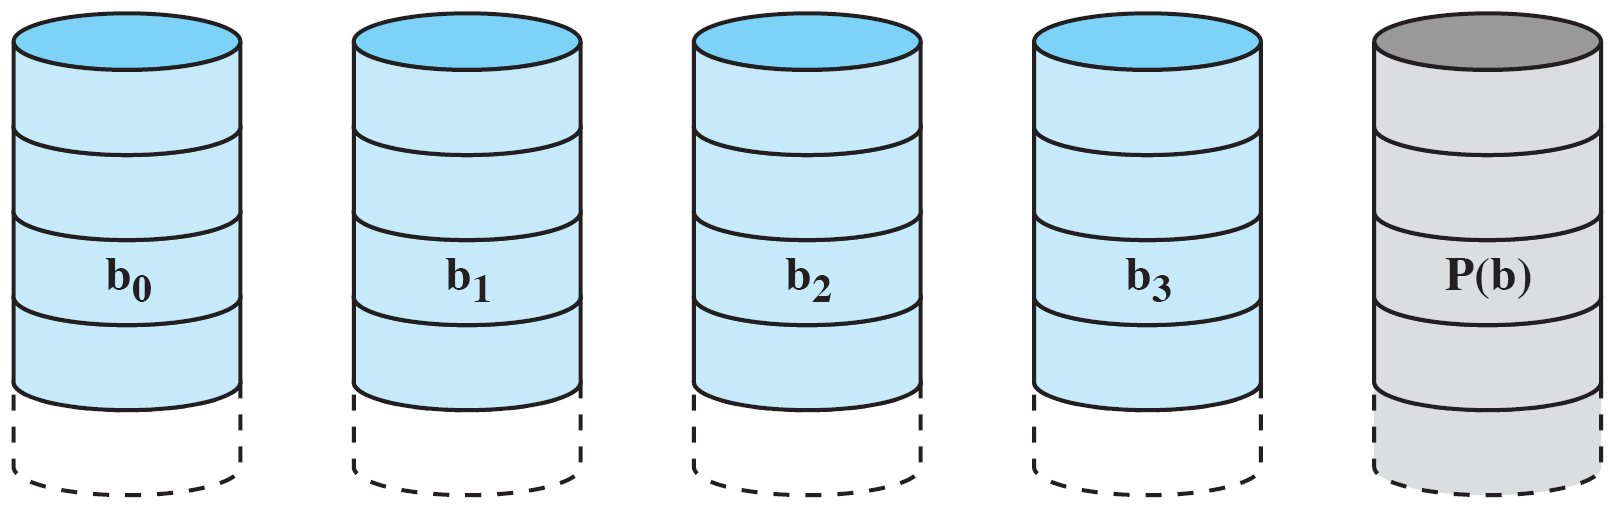 b₀ b₁ b₂ b₃ P(b)